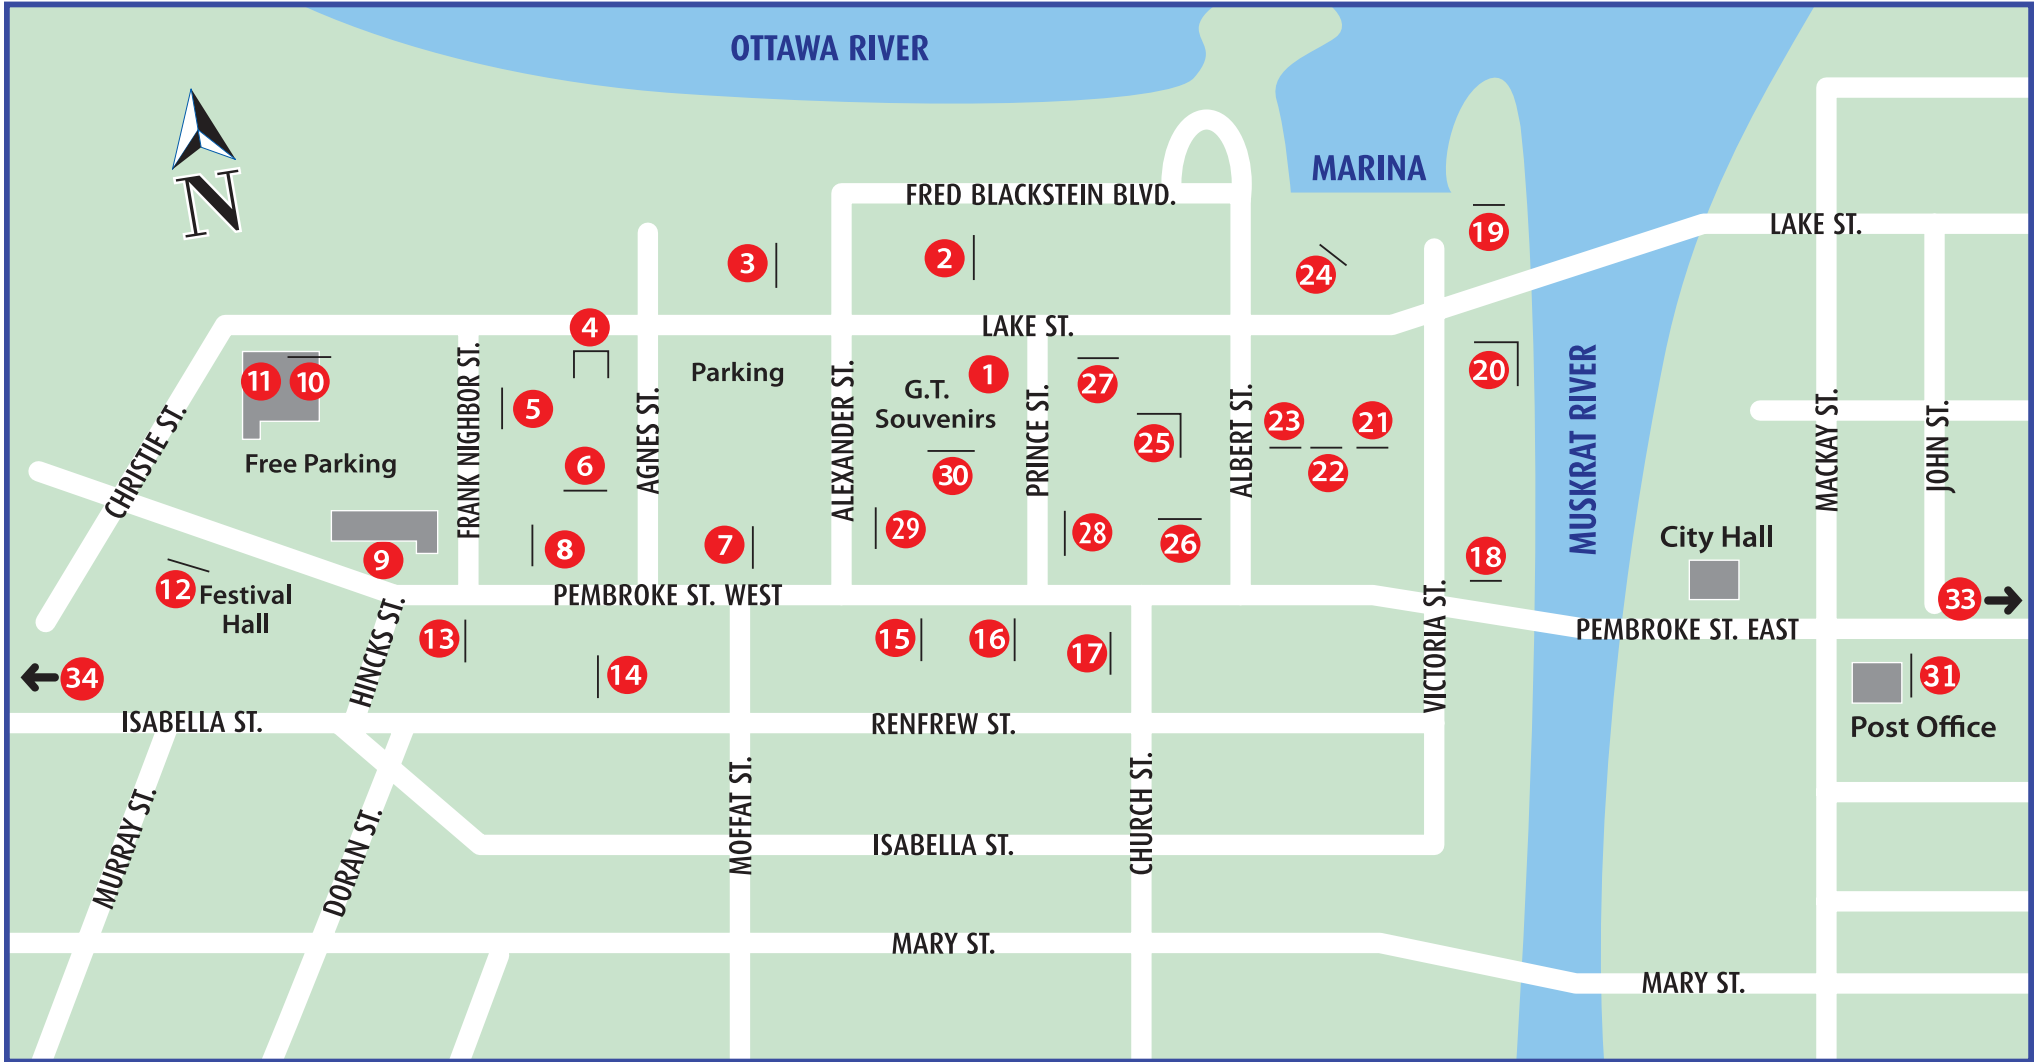 OTTAWA RIVER
MARINA
N
FRED BLACKSTEIN BLVD.
19
LAKE ST.
3
2
24
4
LAKE ST.
11
10
5
Parking
1
G.T.
Souvenirs
27
20
FRANK NIGHBOR ST.
AGNES ST.
ALEXANDER ST.
PRINCE ST.
ALBERT ST.
MUSKRAT RIVER
MACKAY ST.
JOHN ST.
CHRISTIE ST.
Free Parking
6
30
25
23
22
21
9
8
7
29
28
26
18
City Hall
12
Festival
Hall
PEMBROKE ST. WEST
33
HINCKS ST.
13
14
15
16
17
VICTORIA ST.
PEMBROKE ST. EAST
34
31
Post Office
ISABELLA ST.
RENFREW ST.
MURRAY ST.
DORAN ST.
MOFFAT ST.
CHURCH ST.
ISABELLA ST.
MARY ST.
MARY ST.